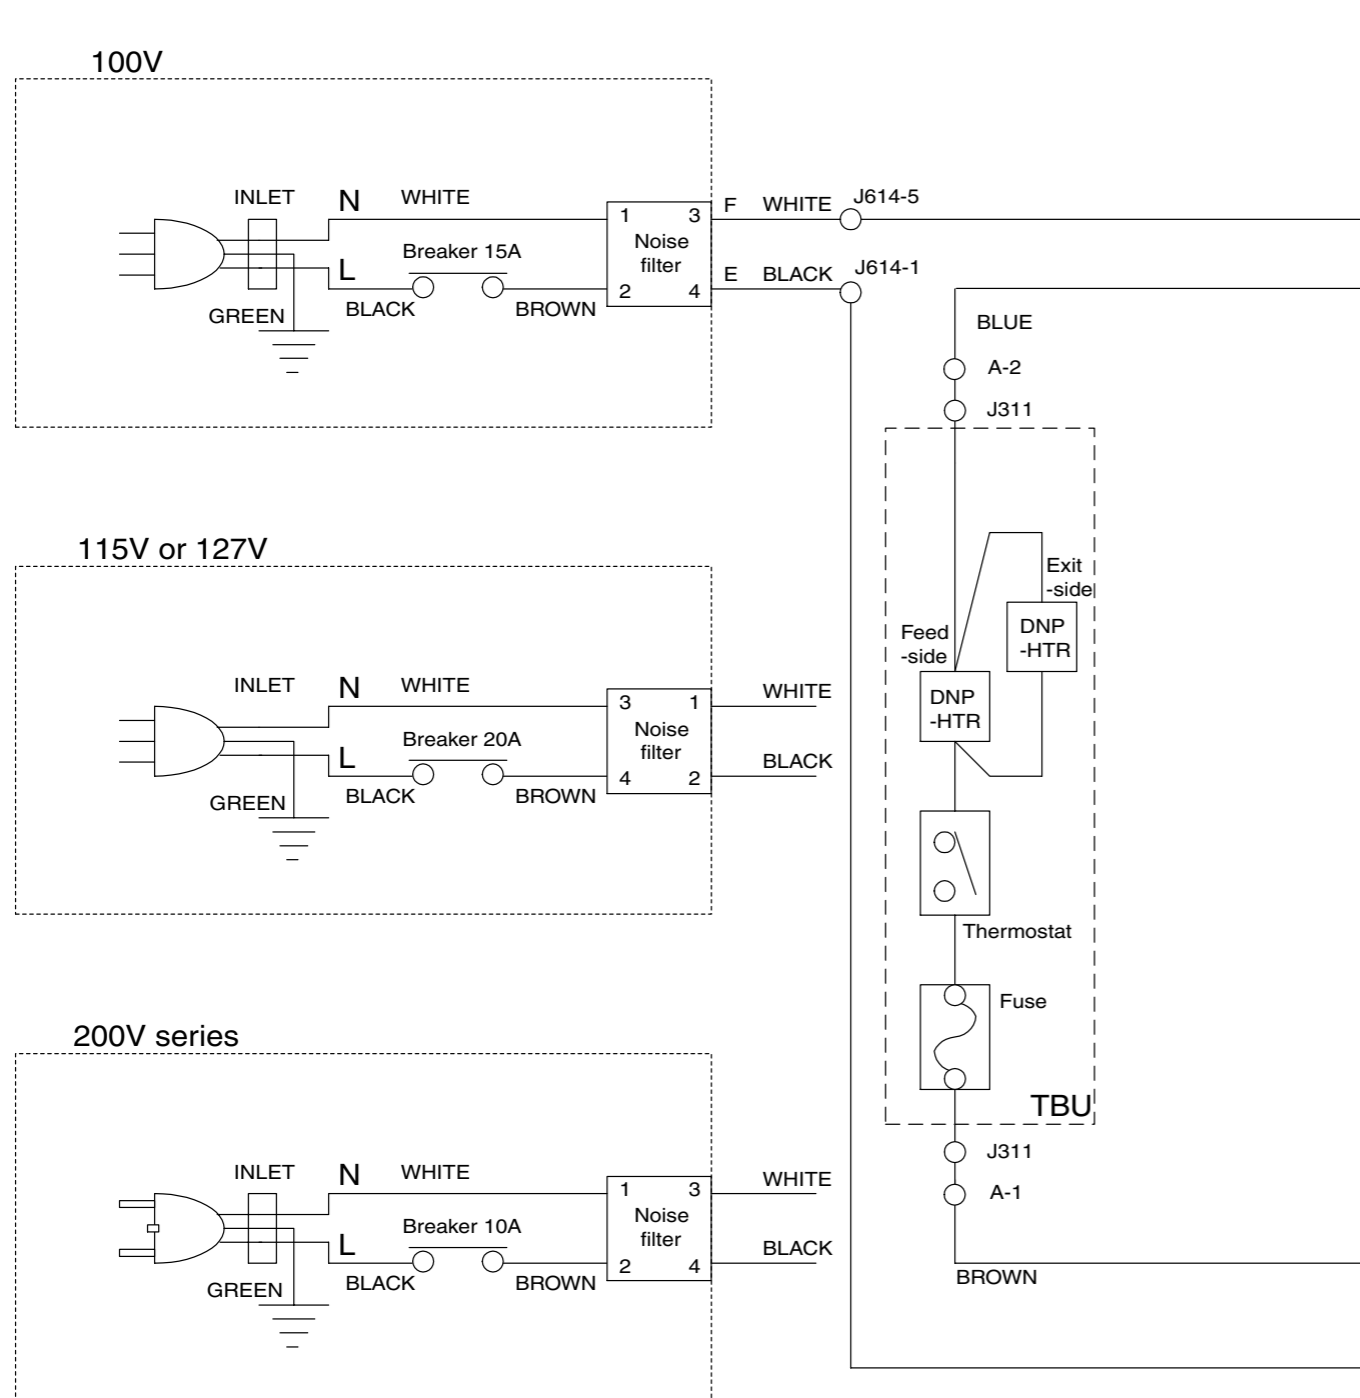 100V
INLET
N
WHITE
Breaker 15A
L
BLACK
BROWN
GREEN
1 3
Noise
filter
2 4
F WHITE J614-5
E BLACK J614-1
BLUE
A-2
J311
Exit
-side
DNP
-HTR
Feed
-side
DNP
-HTR
Thermostat
Fuse
TBU
J311
A-1
BROWN
115V or 127V
INLET
N
WHITE
Breaker 20A
L
BLACK
BROWN
GREEN
3 1
Noise
filter
4 2
WHITE
BLACK
200V series
INLET
N
WHITE
Breaker 10A
L
BLACK
BROWN
GREEN
1 3
Noise
filter
2 4
WHITE
BLACK